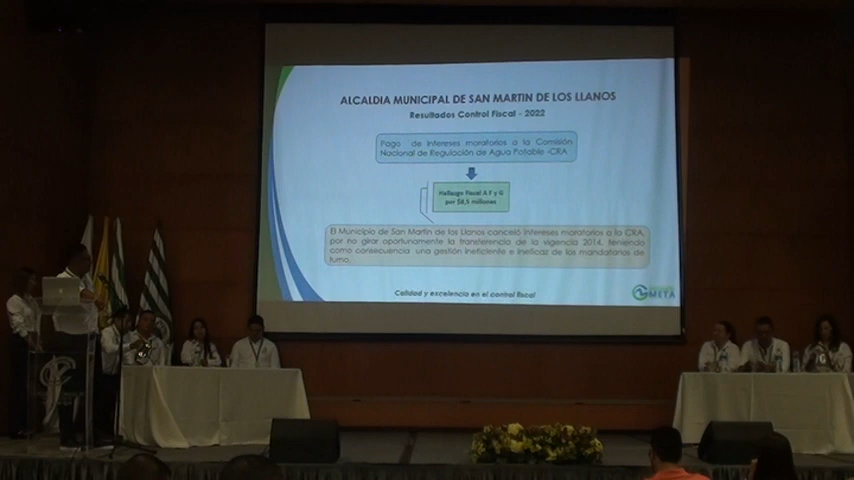 ALCALDIA MUNICIPAL DE SAN MARTIN DE LOS LLANOS
Resultados Control Fiscal - 2022
Pago de intereses moratorios a la Comisión
Nacional de Regulación de Agua Potable -CRA
Hallazgo Fiscal A F y G
por $8,5 millones
El Municipio de San Martin de los Llanos canceló intereses moratorios a la CRA,
por no girar oportunamente la transferencia de la vigencia 2014, teniendo
como consecuencia una gestión ineficiente e ineficaz de los mandatarios de
turno.
Calidad y excelencia en el control fiscal
META